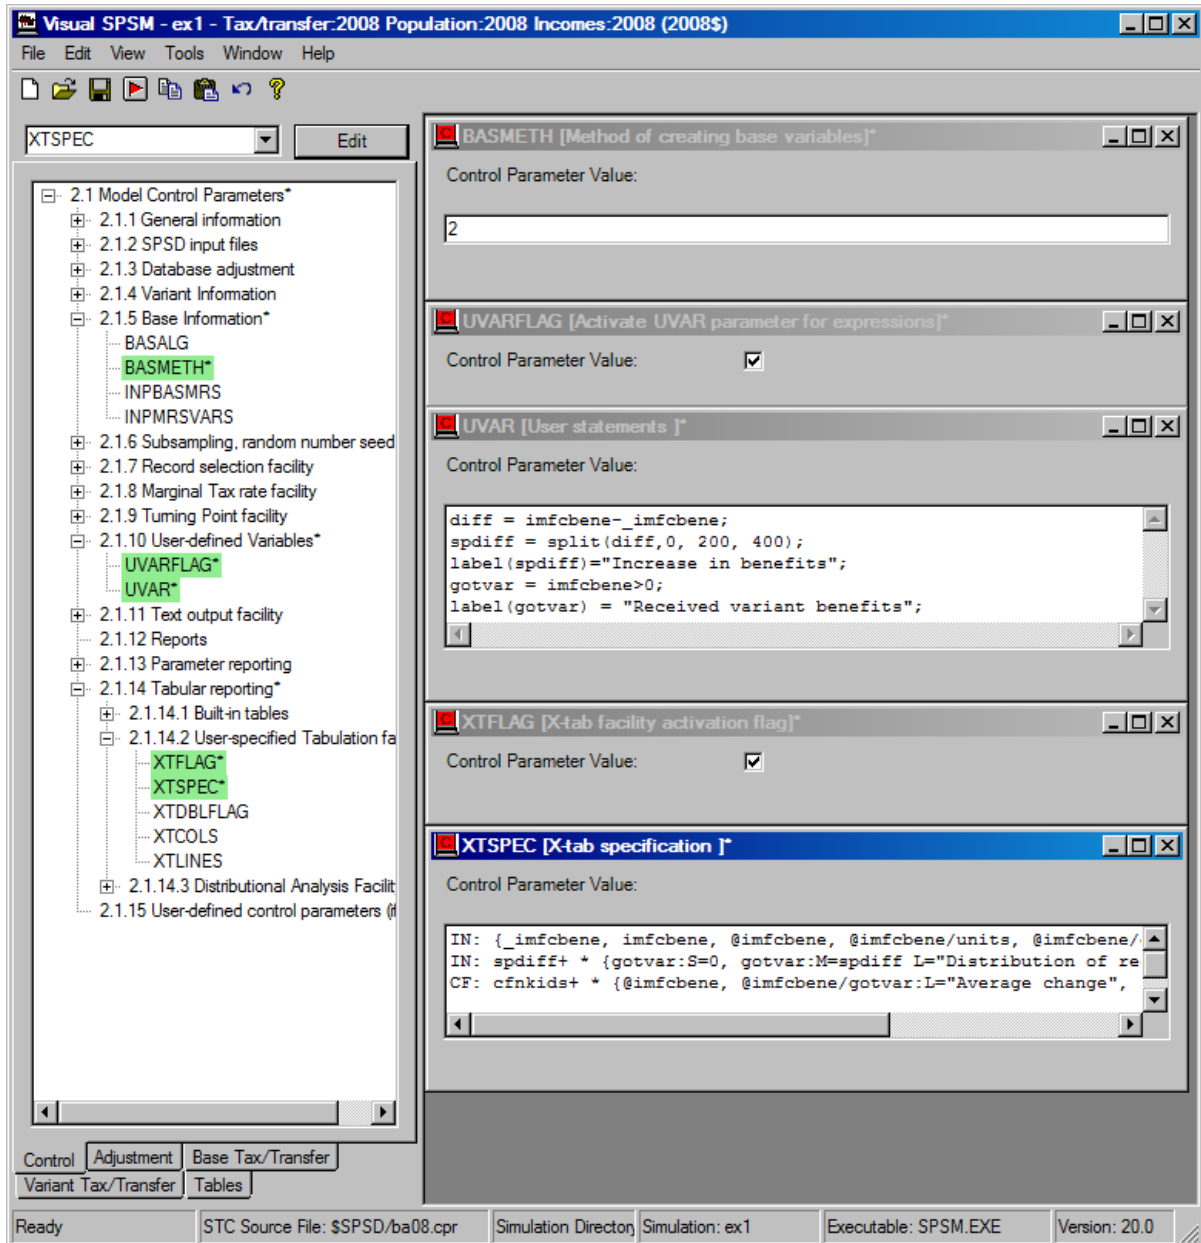 Visual SPSM - ex1 - Tax/transfer:2008 Population:2008 Incomes:2008 (2008$)
File Edit View Tools Window Help
XTSPEC
Edit
2.1 Model Control Parameters*
2.1.1 General information
2.1.2 SPSD input files
2.1.3 Database adjustment
2.1.4 Variant Information
2.1.5 Base Information*
BASALG
BASMETH*
INPBASMRS
INPMRSVARS
2.1.6 Subsampling, random number seed
2.1.7 Record selection facility
2.1.8 Marginal Tax rate facility
2.1.9 Turning Point facility
2.1.10 User-defined Variables*
UVARFLAG*
UVAR*
2.1.11 Text output facility
2.1.12 Reports
2.1.13 Parameter reporting
2.1.14 Tabular reporting*
2.1.14.1 Built-in tables
2.1.14.2 User-specified Tabulation fa
XTFLAG*
XTSPEC*
XTDBLFLAG
XTCOLS
XTLINES
2.1.14.3 Distributional Analysis Facilit
2.1.15 User-defined control parameters (if
Control Adjustment Base Tax/Transfer
Variant Tax/Transfer Tables
BASMETH [Method of creating base variables]*
Control Parameter Value:
2
UVARFLAG [Activate UVAR parameter for expressions]*
Control Parameter Value:
UVAR [User statements ]*
Control Parameter Value:
diff = imfcbene-_imfcbene;
spdiff = split(diff,0, 200, 400);
label(spdiff)="Increase in benefits";
gotvar = imfcbene>0;
label(gotvar) = "Received variant benefits";
XTFLAG [X-tab facility activation flag]*
Control Parameter Value:
XTSPEC [X-tab specification ]*
Control Parameter Value:
IN: {_imfcbene, imfcbene, @imfcbene, @imfcbene/units, @imfcbene/
IN: spdiff+ * {gotvar:S=0, gotvar:M=spdiff L="Distribution of re
CF: cfnkids+ * {@imfcbene, @imfcbene/gotvar:L="Average change",
Ready STC Source File: $SPSD/ba08.cpr Simulation Directory Simulation: ex1 Executable: SPSM.EXE Version: 20.0